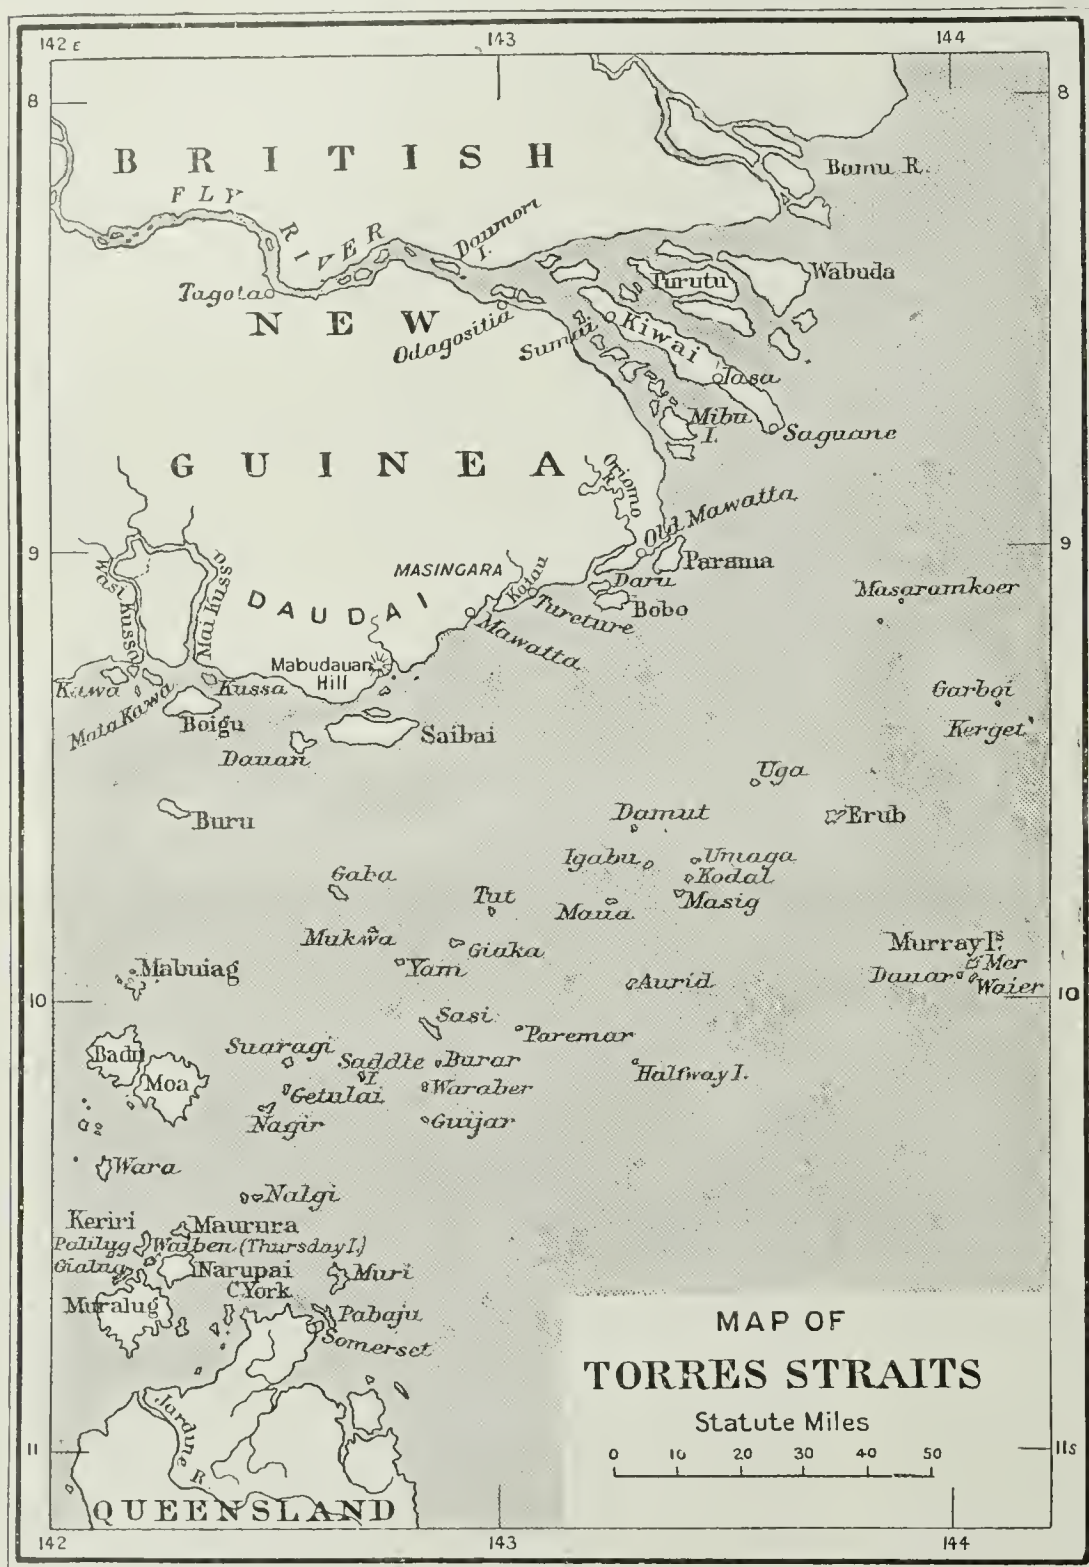 142 E
143
144
8
8
BRITISH
Bamu R.
FLY
RIVER
Daumori
I.
Wabuda
Turutu
Tagota
NEW
Odagositia
Sumai
Kiwai
Iasa
Mibu
I.
Saguane
GUINEA
Oriomo
R.
Old Mawatta
9
9
MASINGARA
Katau
Parama
Daru
Bobo
Masaramkoer
Wasi Kussa
Mai Kussa
DAUDAI
Tureture
Mawatta
Mabudauan
Hill
Kawa
Mata Kawa
Kussa
Garboi
Boigu
Kerget
Saibai
Dauan
Uga
Buru
Damut
Erub
Igabu
Umaga
Kodal
Gaba
Tut
Masig
Maua
Mukwa
Giaka
Murray Is.
Mabuiag
Yam
Mer
Dauar
Waier
Aurid
10
10
Sasi
Paremar
Suaragi
Badu
Saddle
I.
Burar
Halfway I.
Moa
Getulai
Waraber
Nagir
Guijar
Wara
Nalgi
Keriri
Maurura
Palilug
Waiben (Thursday I.)
Gialug
Narupai
Muri
C York
Muralug
Pabaju
Somerset
MAP OF
TORRES STRAITS
Statute Miles
0 10 20 30 40 50
Jardine R.
11
11s
QUEENSLAND
142
143
144